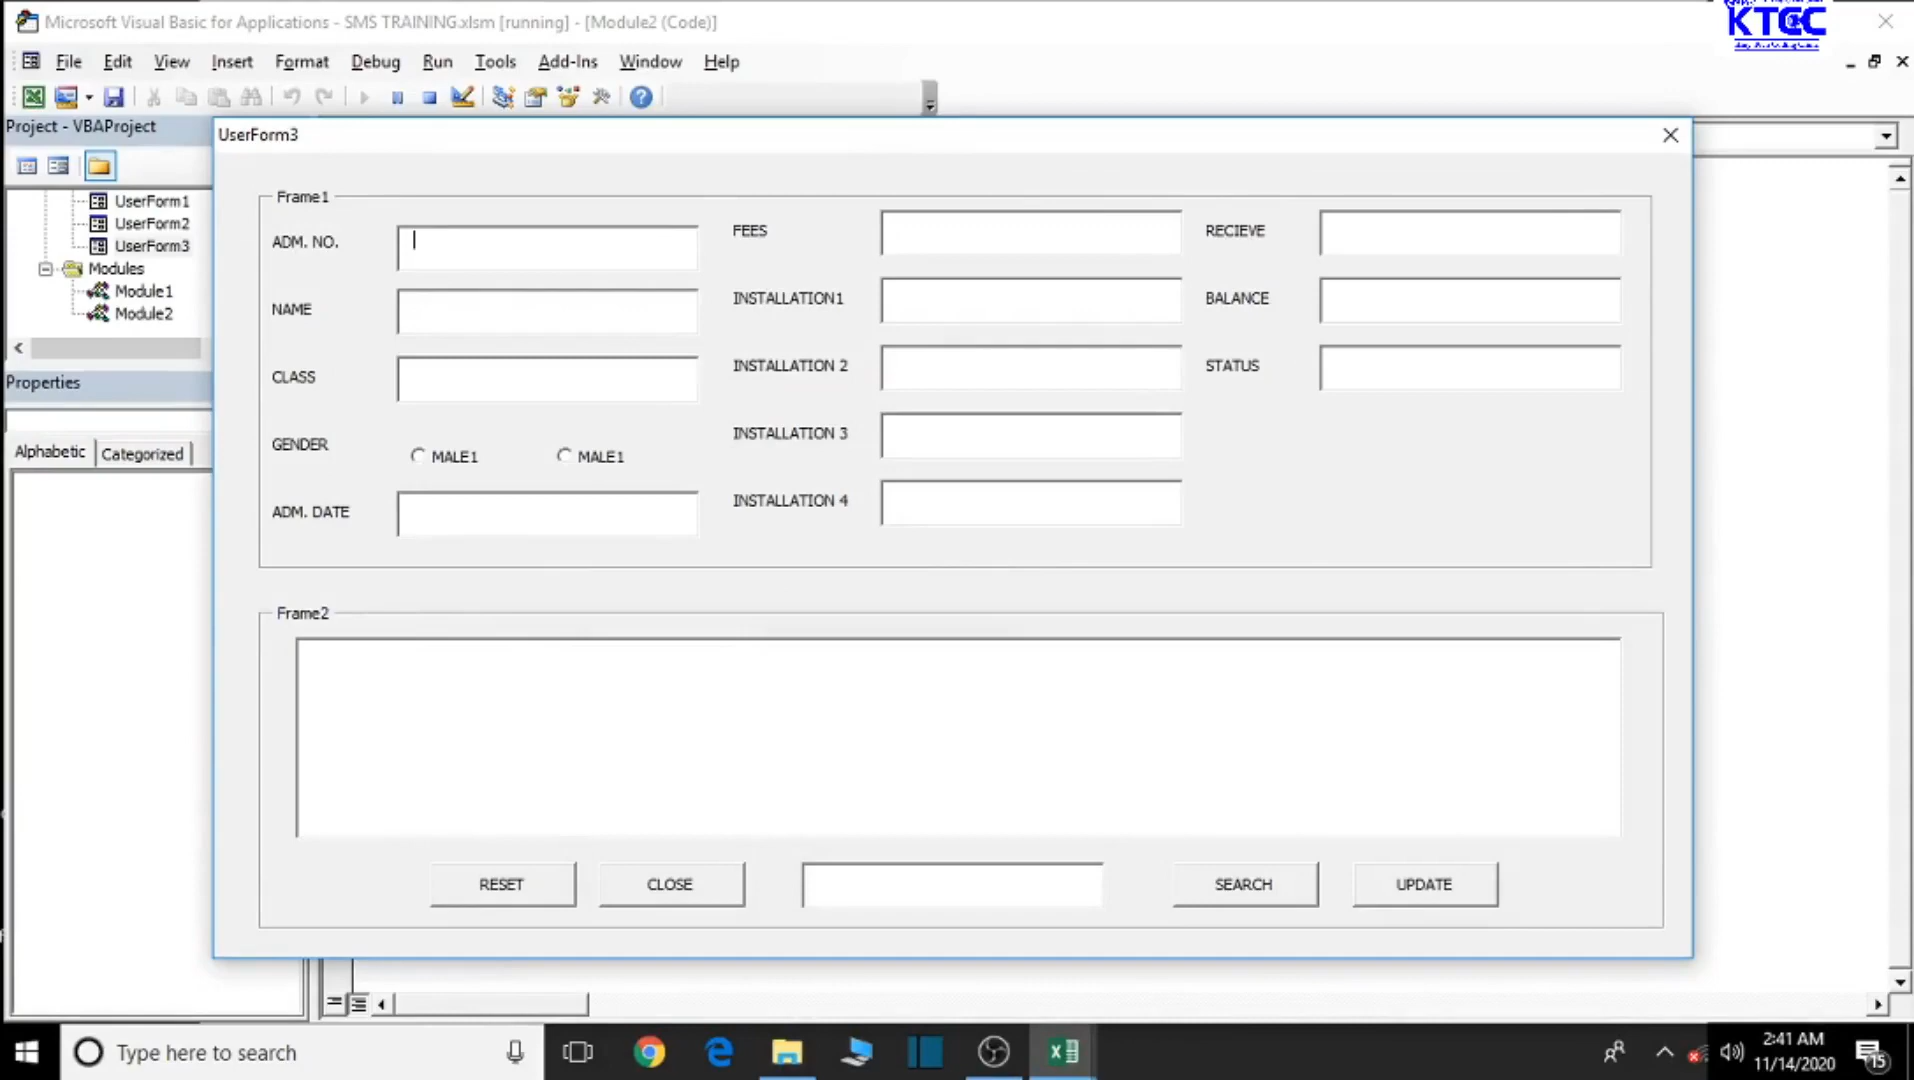 Microsoft Visual Basic for Applications - SMS TRAINING.xlsm [running] - [Module2 (Code)]
KTCC
File Edit View Insert Format Debug Run Tools Add-Ins Window Help
Project - VBAProject
UserForm1
UserForm2
UserForm3
Modules
Module1
Module2
Properties
Alphabetic Categorized
UserForm3
Frame1
ADM. NO. FEES RECIEVE
NAME INSTALLATION1 BALANCE
CLASS INSTALLATION 2 STATUS
GENDER MALE1 MALE1 INSTALLATION 3
ADM. DATE INSTALLATION 4
Frame2
RESET CLOSE SEARCH UPDATE
Type here to search
2:41 AM
11/14/2020
15